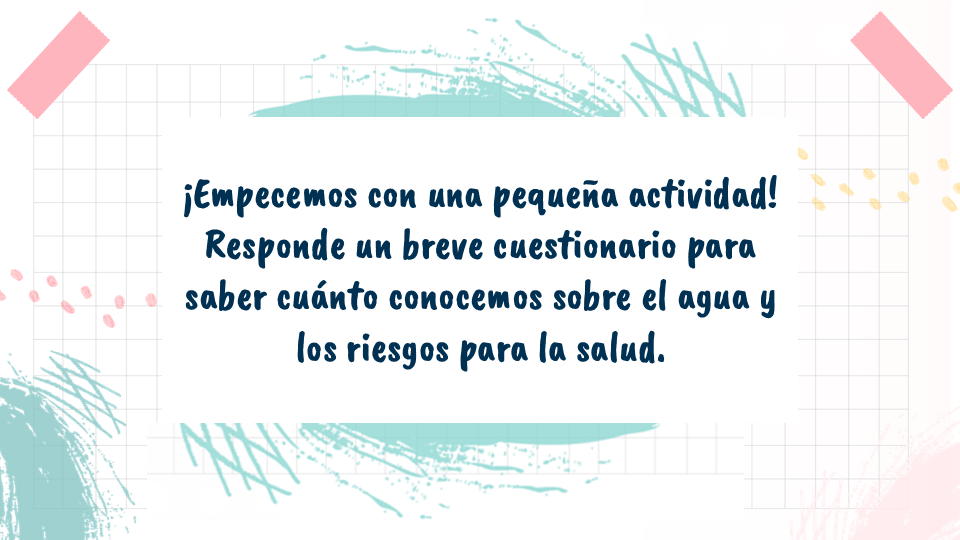 ¡Empecemos con una pequeña actividad!
Responde un breve cuestionario para
saber cuánto conocemos sobre el agua y
los riesgos para la salud.